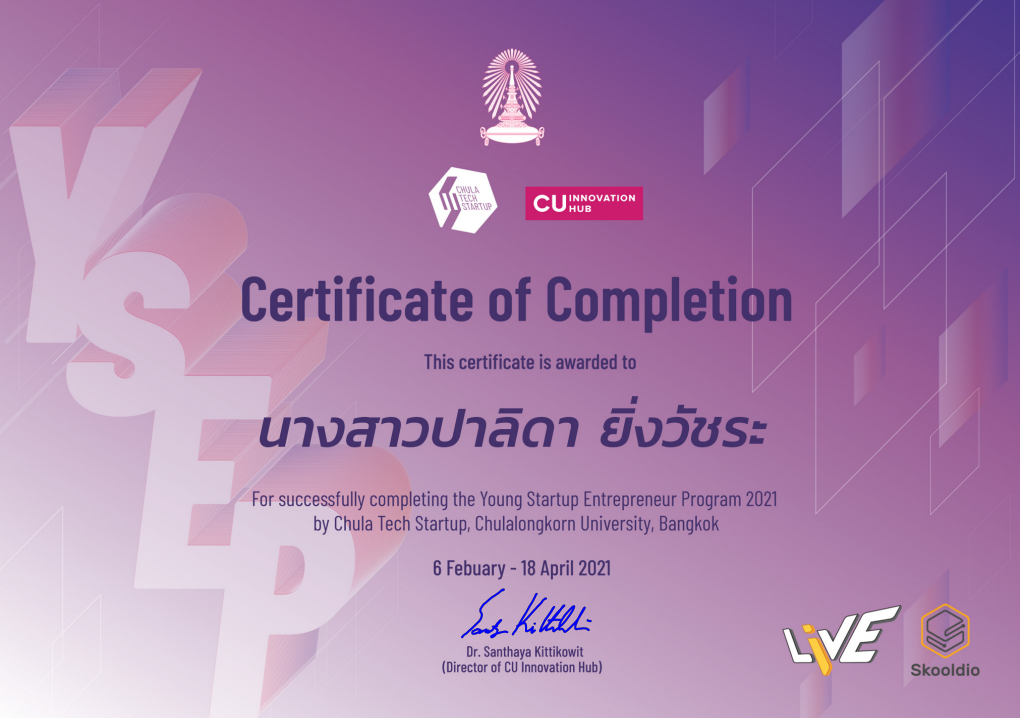 YSEP
CHULA
TECH
STARTUP
CU INNOVATION
HUB
Certificate of Completion
This certificate is awarded to
นางสาวปาลิดา ยิ่งวัชระ
For successfully completing the Young Startup Entrepreneur Program 2021
by Chula Tech Startup, Chulalongkorn University, Bangkok
6 Febuary - 18 April 2021
Dr. Santhaya Kittikowit
(Director of CU Innovation Hub)
LiVE
Skooldio